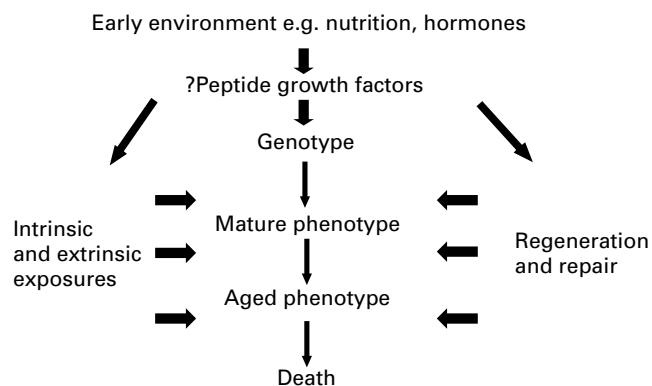 Early environment e.g. nutrition, hormones
?Peptide growth factors
Genotype
Mature phenotype
Intrinsic
and extrinsic
exposures
Regeneration
and repair
Aged phenotype
Death